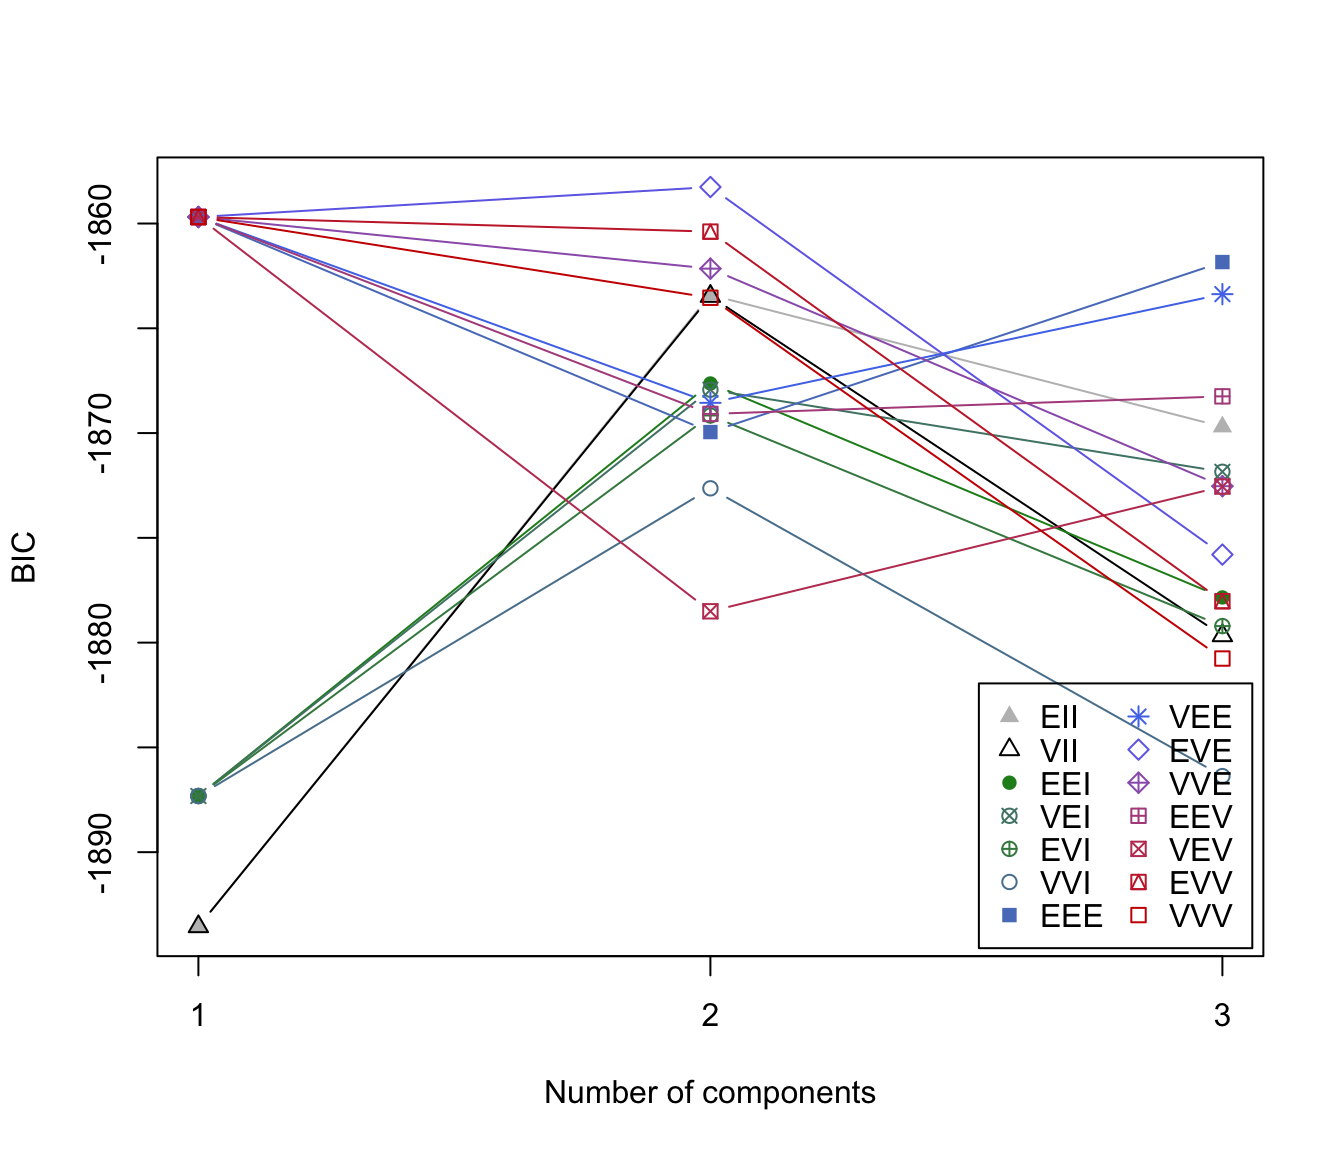 BIC
-1860
-1870
-1880
-1890
EII VEE
VII EVE
EEI VVE
VEI EEV
EVI VEV
VVI EVV
EEE VVV
1 2 3
Number of components